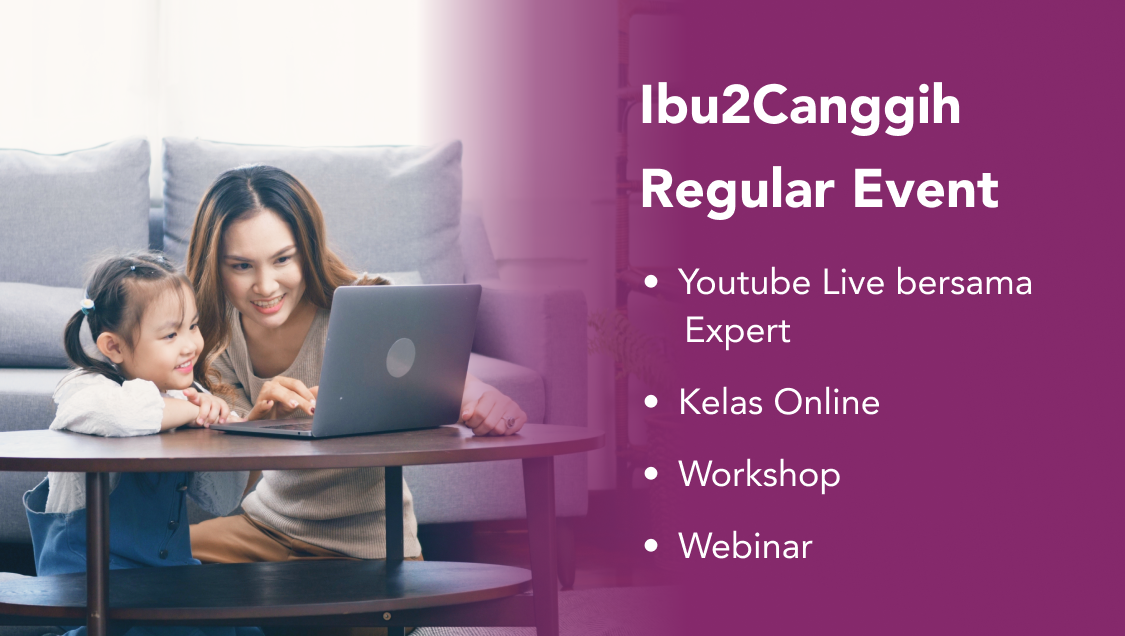 Ibu2Canggih
Regular Event
• Youtube Live bersama
Expert
• Kelas Online
• Workshop
• Webinar